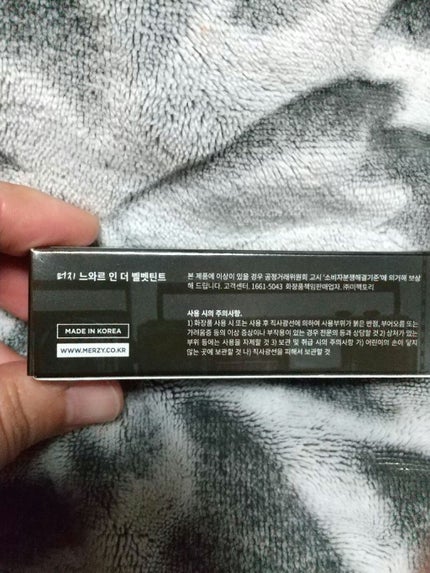 머지 느와르 인 더 벨벳틴트
본 제품에 이상이 있을 경우 공정거래위원회 고시 '소비자분쟁해결기준'에 의거해 보상
해 드립니다. 고객센터. 1661-5043 화장품책임판매업자. ㈜미팩토리
사용 시의 주의사항.
1) 화장품 사용 시 또는 사용 후 직사광선에 의하여 사용부위가 붉은 반점, 부어오름 또는
가려움증 등의 이상 증상이나 부작용이 있는 경우 전문의 등과 상담할 것 2) 상처가 있는
부위 등에는 사용을 자제할 것 3) 보관 및 취급 시의 주의사항 가) 어린이의 손이 닿지
않는 곳에 보관할 것 나) 직사광선을 피해서 보관할 것
MADE IN KOREA
WWW.MERZY.CO.KR